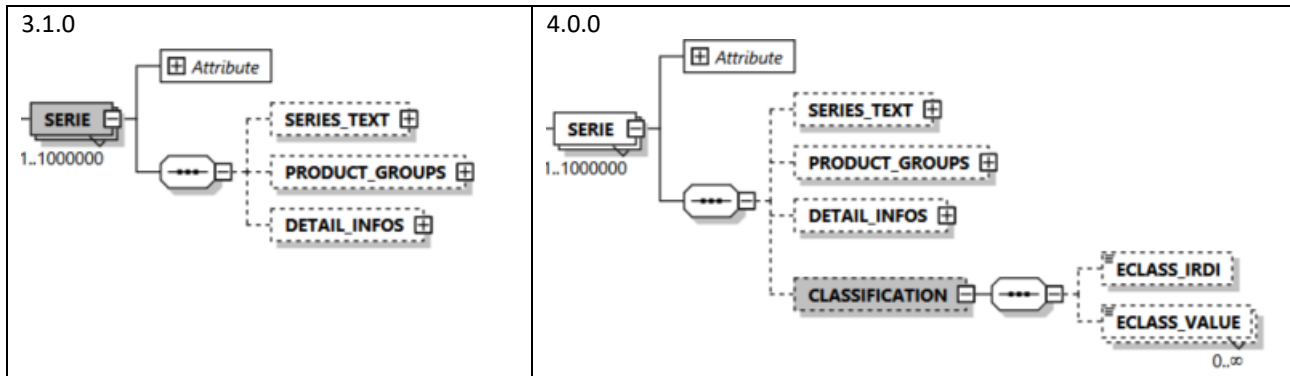 3.1.0
Attribute
SERIE
1..1000000
SERIES_TEXT
PRODUCT_GROUPS
DETAIL_INFOS
4.0.0
Attribute
SERIE
1..1000000
SERIES_TEXT
PRODUCT_GROUPS
DETAIL_INFOS
CLASSIFICATION
ECLASS_IRDI
ECLASS_VALUE
0..∞